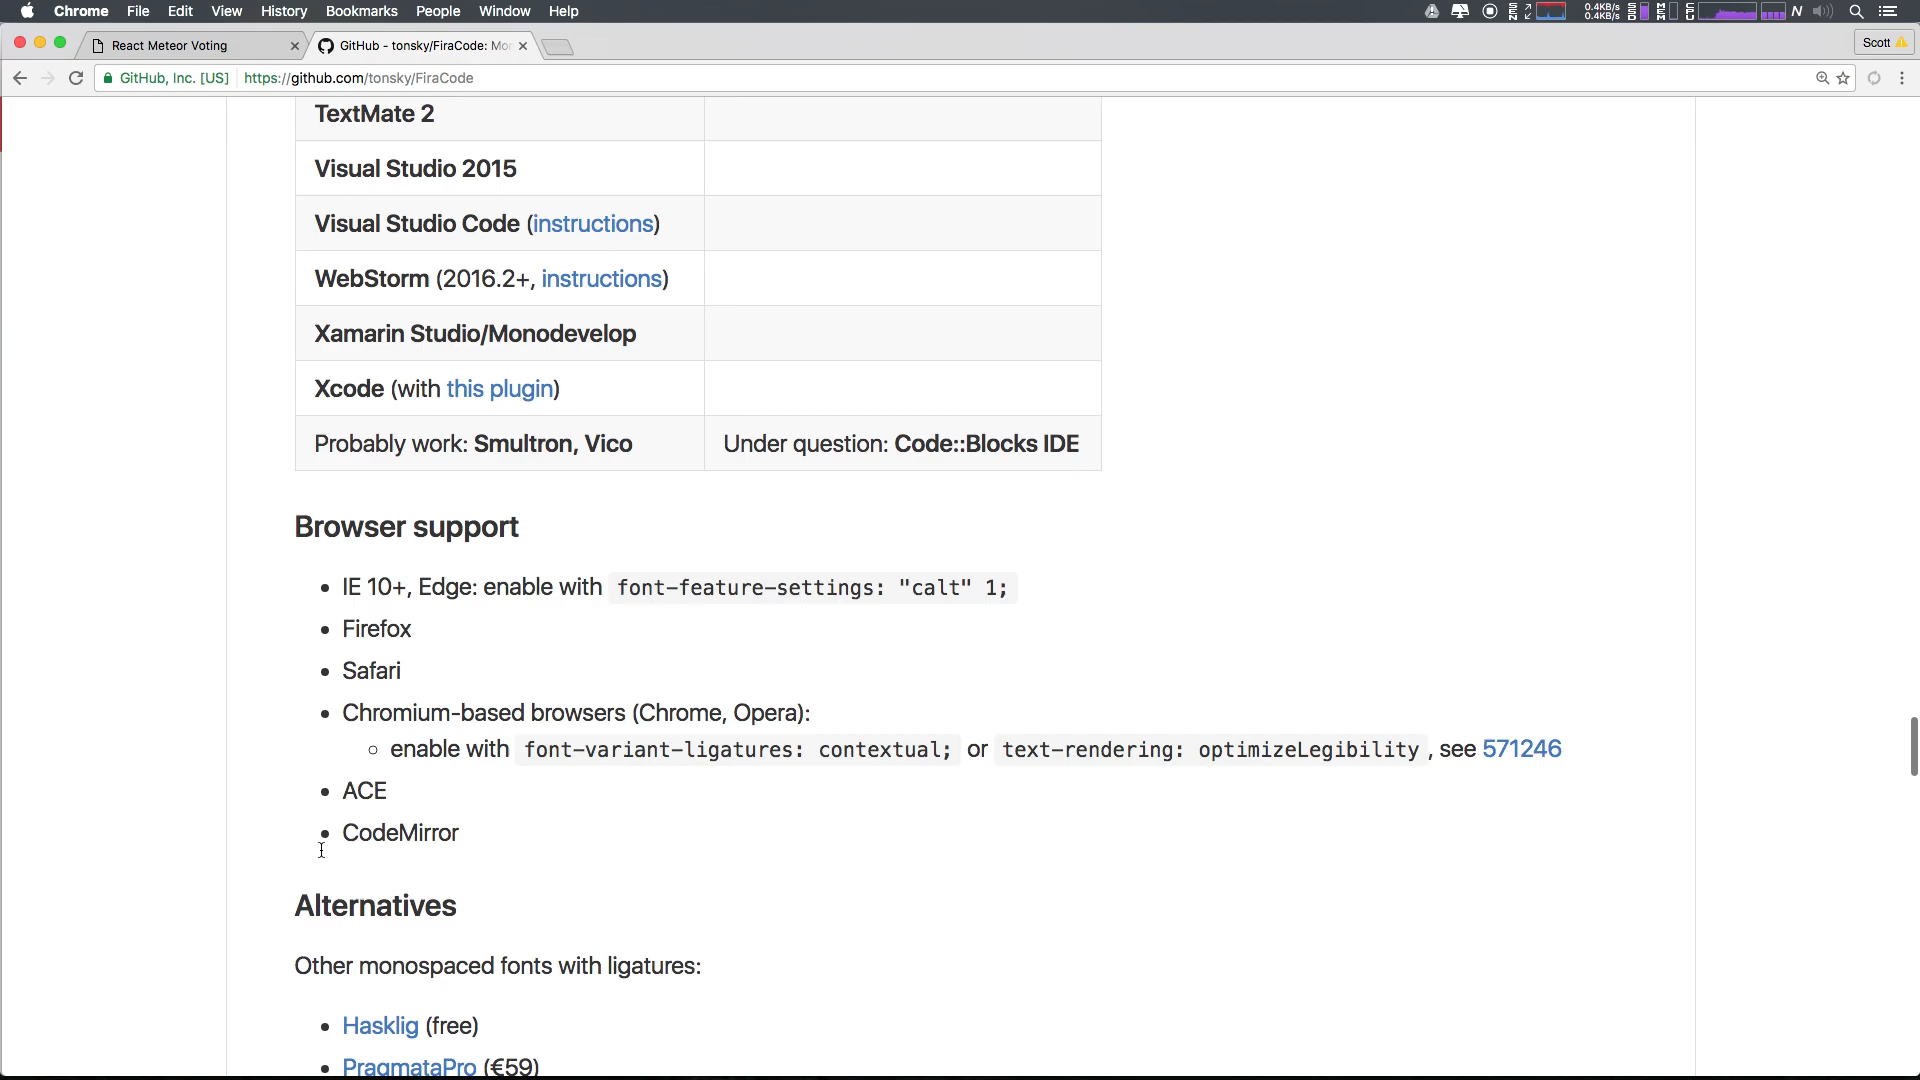 Chrome File Edit View History Bookmarks People Window Help
0.4KB/s
0.4KB/s
React Meteor Voting
GitHub - tonsky/FiraCode: Mon
Scott
GitHub, Inc. [US] https://github.com/tonsky/FiraCode
TextMate 2
Visual Studio 2015
Visual Studio Code (instructions)
WebStorm (2016.2+, instructions)
Xamarin Studio/Monodevelop
Xcode (with this plugin)
Probably work: Smultron, Vico Under question: Code::Blocks IDE
Browser support
• IE 10+, Edge: enable with font-feature-settings: "calt" 1;
• Firefox
• Safari
• Chromium-based browsers (Chrome, Opera):
○ enable with font-variant-ligatures: contextual; or text-rendering: optimizeLegibility , see 571246
• ACE
• CodeMirror
Alternatives
Other monospaced fonts with ligatures:
• Hasklig (free)
• PragmataPro (€59)